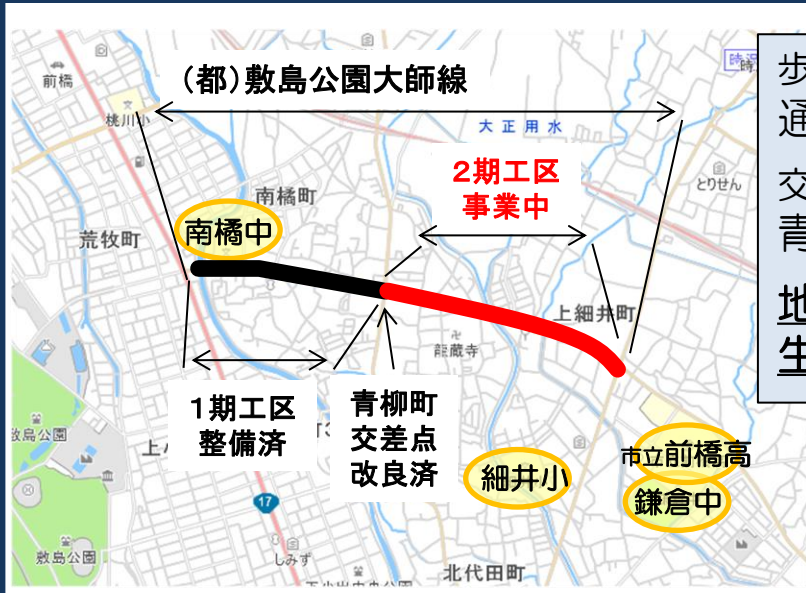 (都)敷島公園大師線
前橋
桃川小
大正用水
2期工区
事業中
とりせん
南橘町
南橘中
荒牧町
上細井町
龍蔵寺
1期工区
整備済
青柳町
交差点
改良済
細井小
市立前橋高
鎌倉中
敷島公園
17
敷島公園
しみず
北代田町
歩
通
交
青
地
生